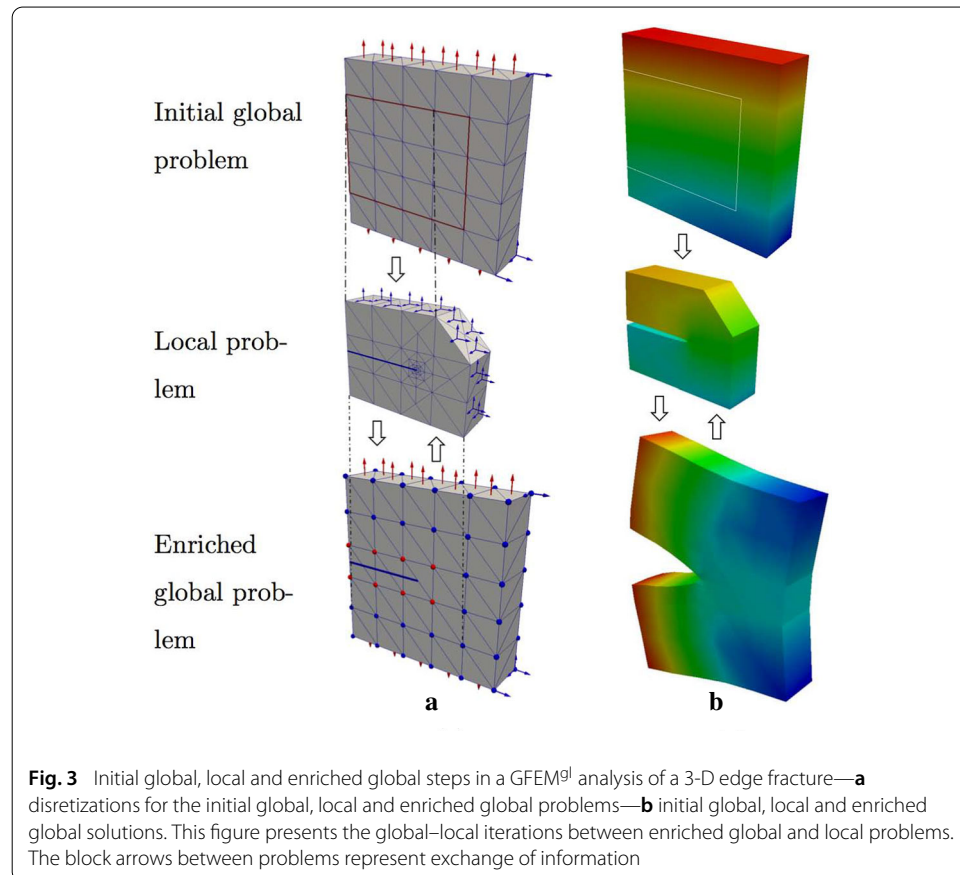 Initial global
problem
Local prob-
lem
Enriched
global prob-
lem
a
b
Fig. 3 Initial global, local and enriched global steps in a GFEMgl analysis of a 3-D edge fracture—a
disretizations for the initial global, local and enriched global problems—b initial global, local and enriched
global solutions. This figure presents the global–local iterations between enriched global and local problems.
The block arrows between problems represent exchange of information